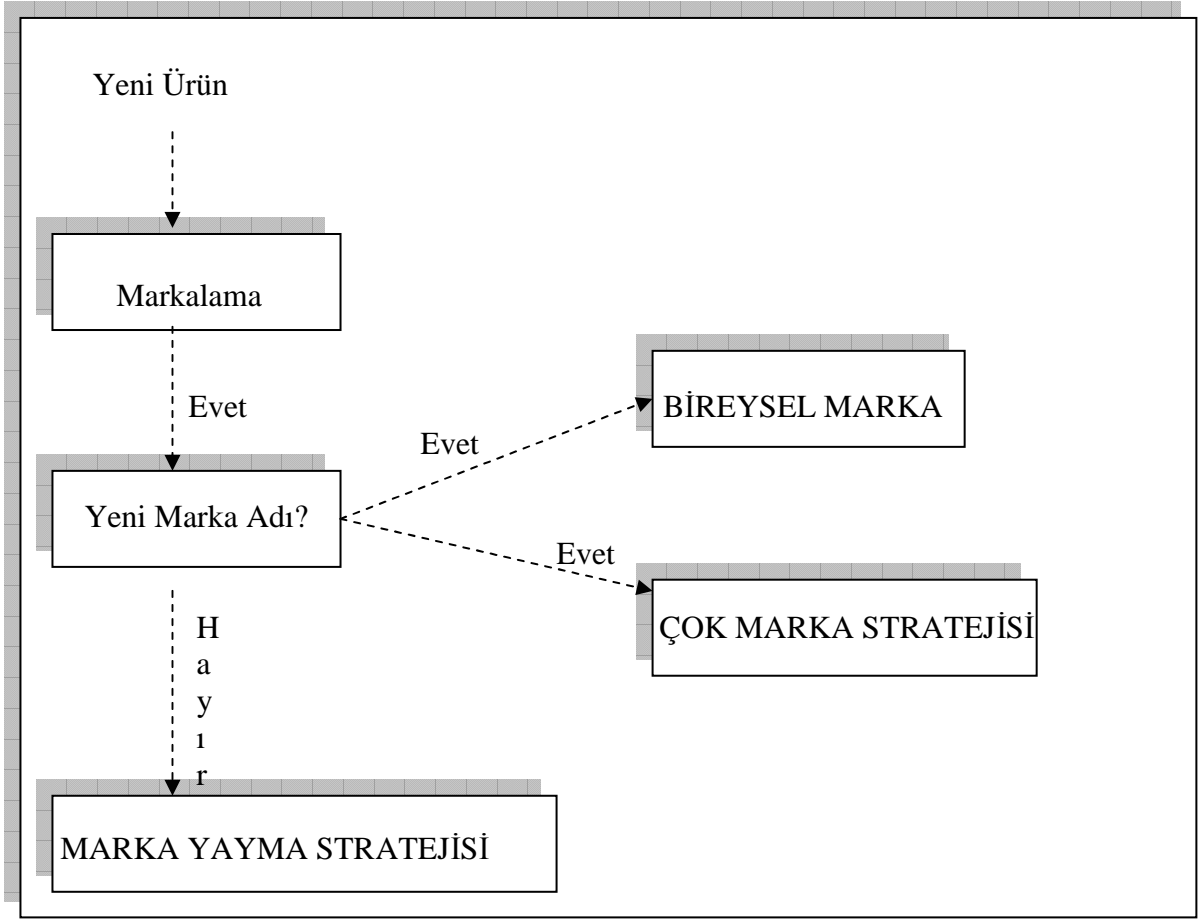 Yeni Ürün
Markalama
Evet
BİREYSEL MARKA
Evet
Yeni Marka Adı?
Evet
ÇOK MARKA STRATEJİSİ
Hayır
MARKA YAYMA STRATEJİSİ